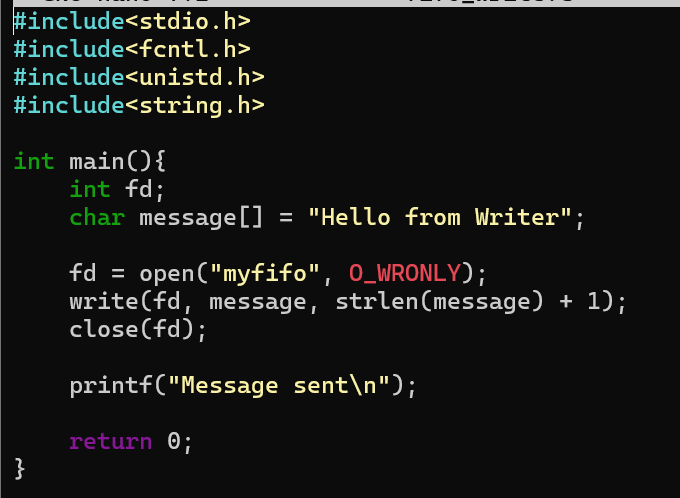 #include<stdio.h>
#include<fcntl.h>
#include<unistd.h>
#include<string.h>

int main(){
    int fd;
    char message[] = "Hello from Writer";

    fd = open("myfifo", O_WRONLY);
    write(fd, message, strlen(message) + 1);
    close(fd);

    printf("Message sent\n");

    return 0;
}